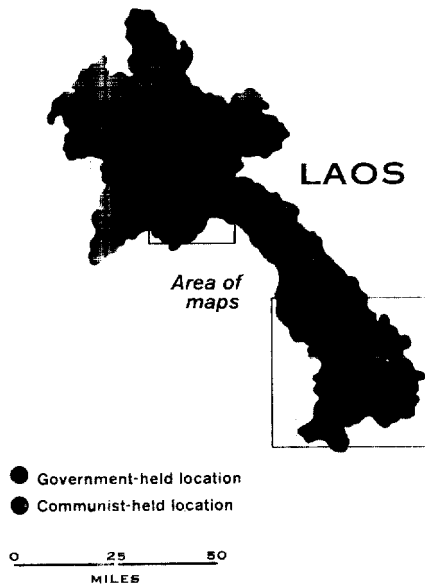 LAOS
Area of
maps
Government-held location
Communist-held location
0 25 50
MILES